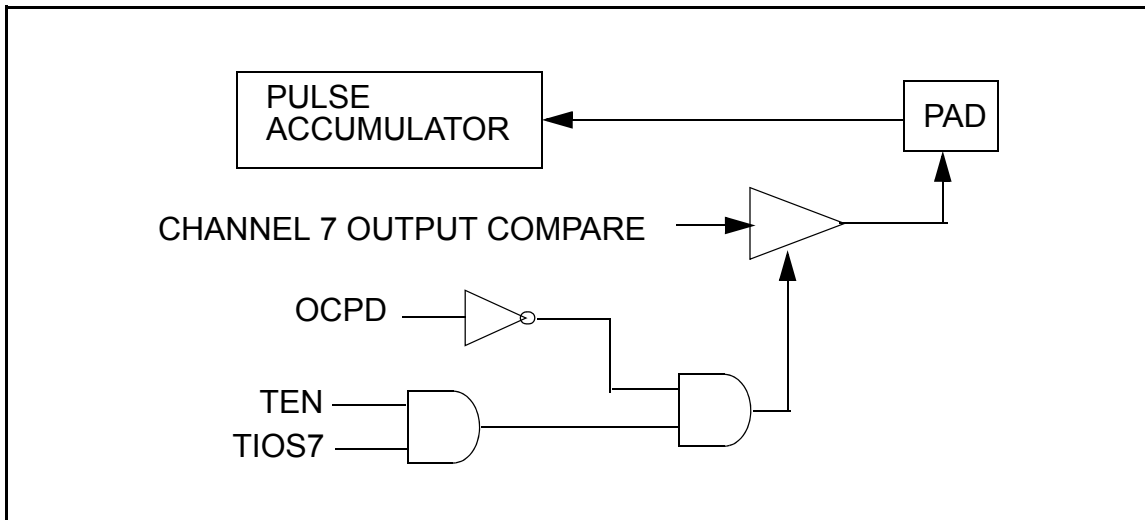 PULSE
ACCUMULATOR
PAD
CHANNEL 7 OUTPUT COMPARE
OCPD
TEN
TIOS7